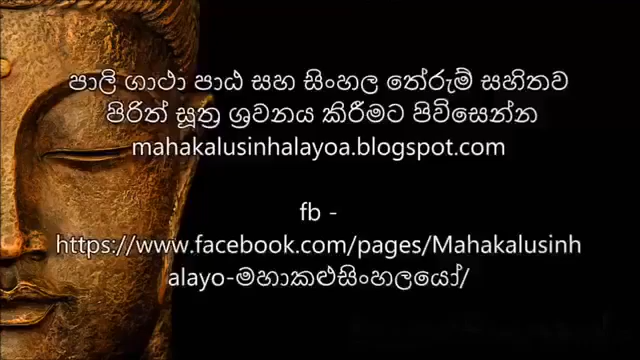 පාලි ගාථා පාඨ සහ සිංහල තේරුම් සහිතව
පිරිත් සූත්‍ර ශ්‍රවනය කිරීමට පිවිසෙන්න
mahakalusinhalayoa.blogspot.com
fb -
https://www.facebook.com/pages/Mahakalusinh
alayo-මහාකළුසිංහලයෝ/